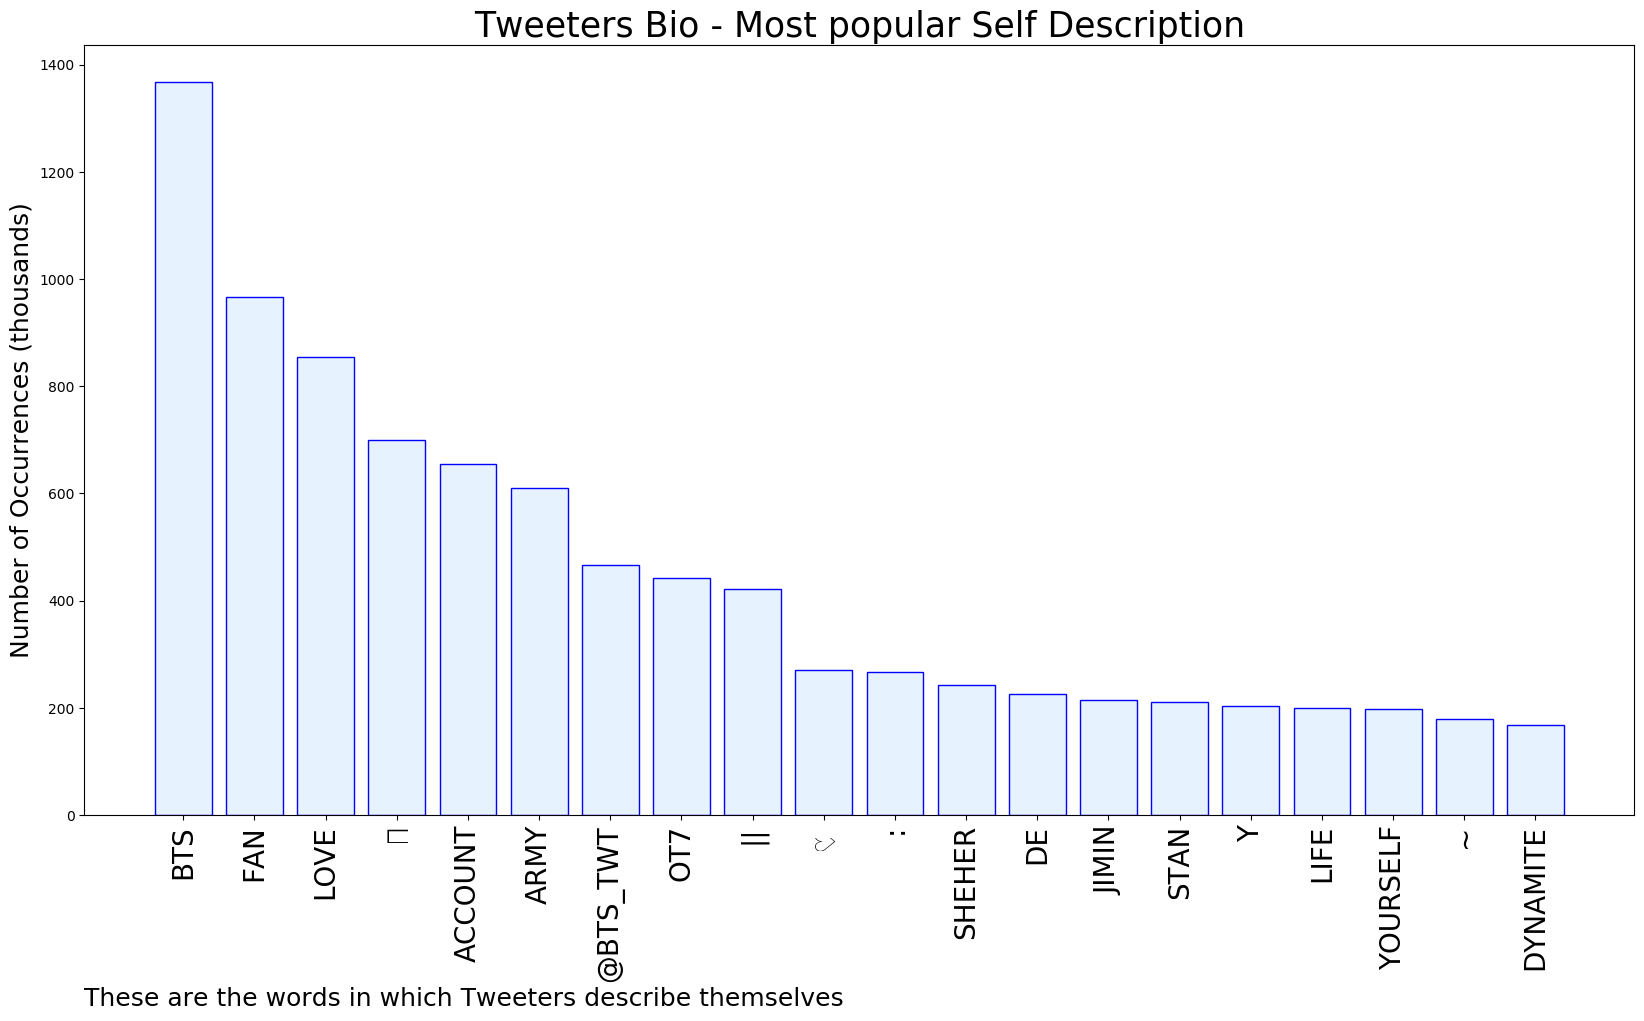 Tweeters Bio - Most popular Self Description
Number of Occurrences (thousands)
1400
1200
1000
800
600
400
200
0
BTS
FAN
LOVE
ACCOUNT
ARMY
@BTS_TWT
OT7
||
:
SHEHER
DE
JIMIN
STAN
Y
LIFE
YOURSELF
~
DYNAMITE
These are the words in which Tweeters describe themselves